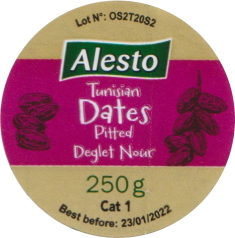 Lot N°: OS2T20S2
Alesto
Tunisian
Dates
Pitted
Deglet Nour
250g
Cat 1
Best before: 23/01/2022